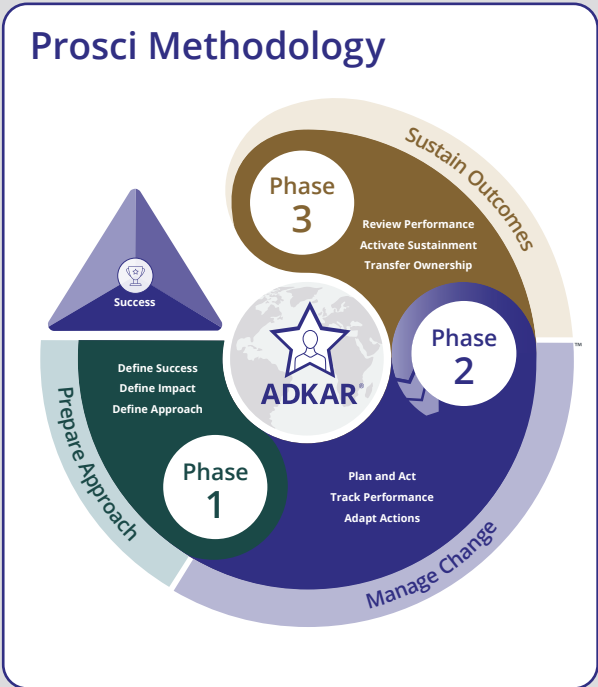 Prosci Methodology
Success
Define Success
Define Impact
Define Approach
Phase
1
Prepare Approach
ADKAR®
Phase
2
Plan and Act
Track Performance
Adapt Actions
Manage Change
Phase
3
Review Performance
Activate Sustainment
Transfer Ownership
Sustain Outcomes
™